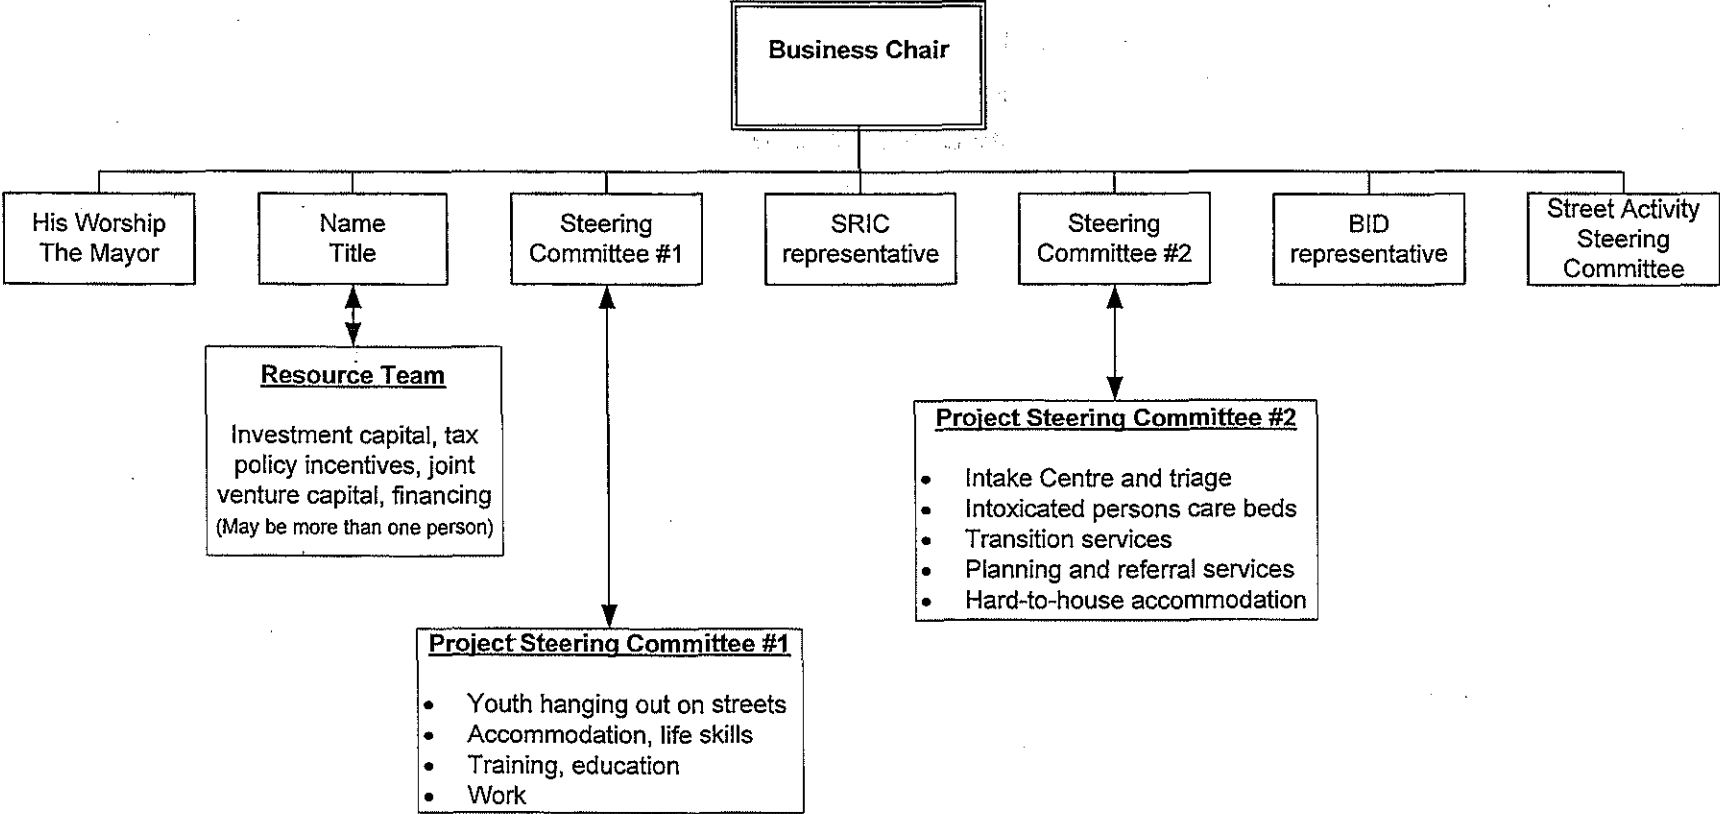 Business Chair
His Worship
The Mayor
Name
Title
Steering
Committee #1
SRIC
representative
Steering
Committee #2
BID
representative
Street Activity
Steering
Committee
Resource Team
Investment capital, tax
policy incentives, joint
venture capital, financing
(May be more than one person)
Project Steering Committee #2
• Intake Centre and triage
• Intoxicated persons care beds
• Transition services
• Planning and referral services
• Hard-to-house accommodation
Project Steering Committee #1
• Youth hanging out on streets
• Accommodation, life skills
• Training, education
• Work